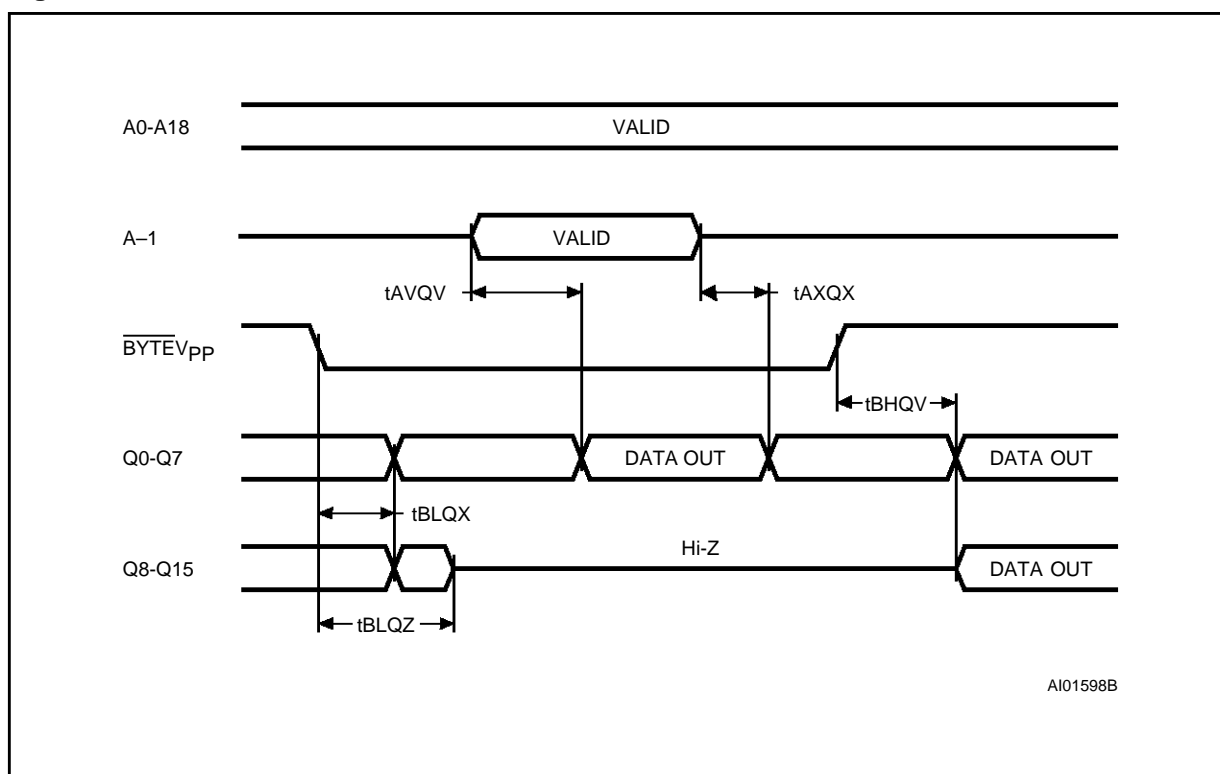 A0-A18 VALID
A–1 VALID
tAVQV tAXQX
BYTEVPP
tBHQV
Q0-Q7 DATA OUT DATA OUT
tBLQX
Q8-Q15 Hi-Z DATA OUT
tBLQZ
AI01598B